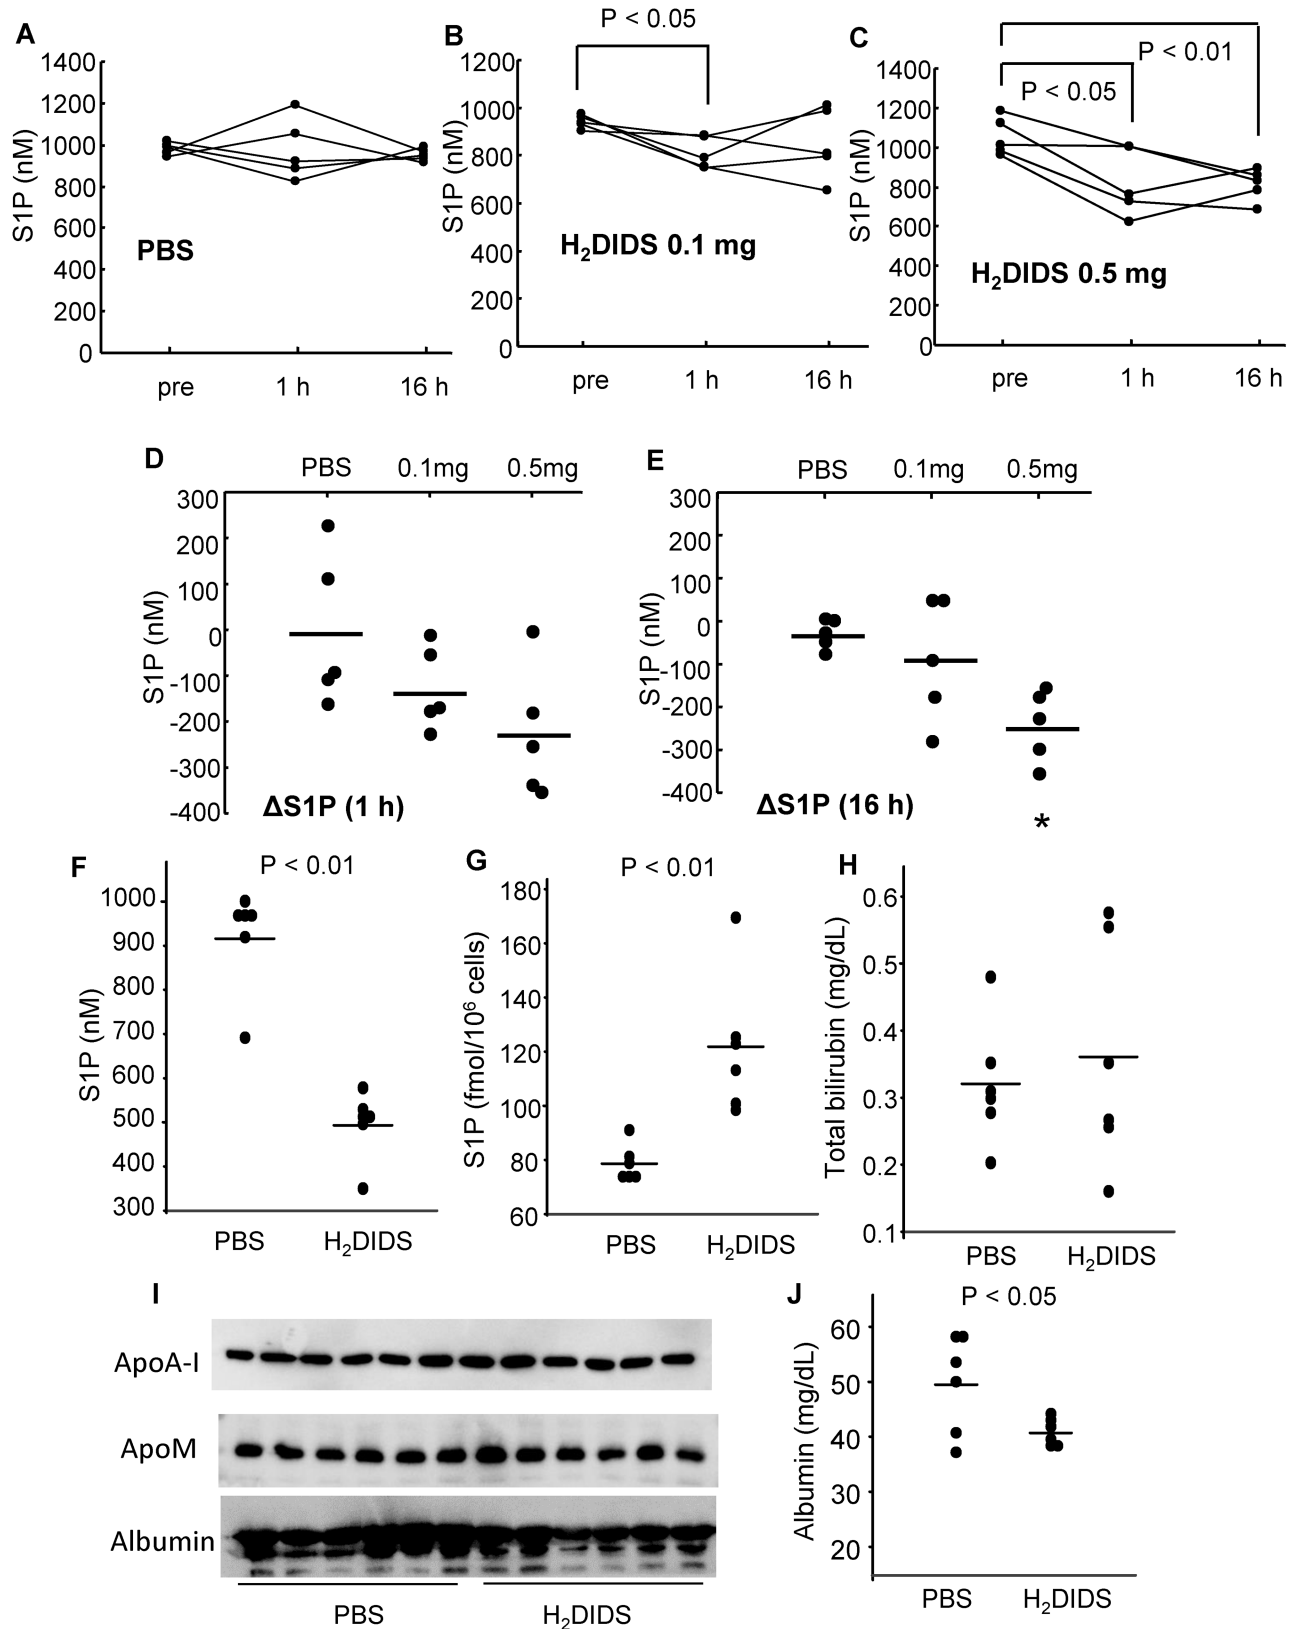 A
1400
1200
1000
800
600
400
200
0
S1P (nM)
PBS
pre 1 h 16 h
B
P < 0.05
1200
1000
800
600
400
200
0
S1P (nM)
H2DIDS 0.1 mg
pre 1 h 16 h
C
P < 0.01
P < 0.05
1400
1200
1000
800
600
400
200
0
S1P (nM)
H2DIDS 0.5 mg
pre 1 h 16 h
D
PBS 0.1mg 0.5mg
300
200
100
0
-100
-200
-300
-400
S1P (nM)
ΔS1P (1 h)
E
PBS 0.1mg 0.5mg
300
200
100
0
-100
-200
-300
-400
S1P (nM)
ΔS1P (16 h)
*
F
P < 0.01
1000
900
800
700
600
500
400
300
S1P (nM)
PBS H2DIDS
G
P < 0.01
180
160
140
120
100
80
60
S1P (fmol/10⁶ cells)
PBS H2DIDS
H
0.6
0.5
0.4
0.3
0.2
0.1
Total bilirubin (mg/dL)
PBS H2DIDS
I
ApoA-I
ApoM
Albumin
PBS H2DIDS
J
P < 0.05
60
50
40
30
20
Albumin (mg/dL)
PBS H2DIDS